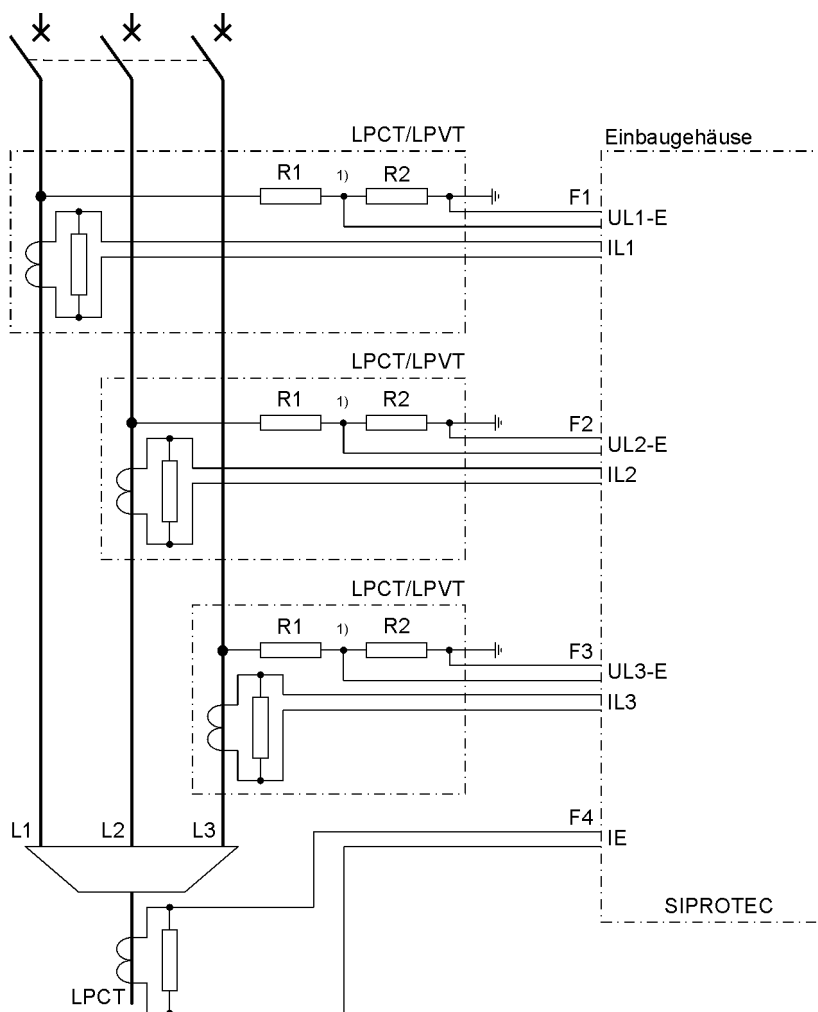 LPCT/LPVT
Einbaugehäuse
R1
1)
R2
F1
UL1-E
IL1
LPCT/LPVT
R1
1)
R2
F2
UL2-E
IL2
LPCT/LPVT
R1
1)
R2
F3
UL3-E
IL3
L1
L2
L3
F4
IE
SIPROTEC
LPCT